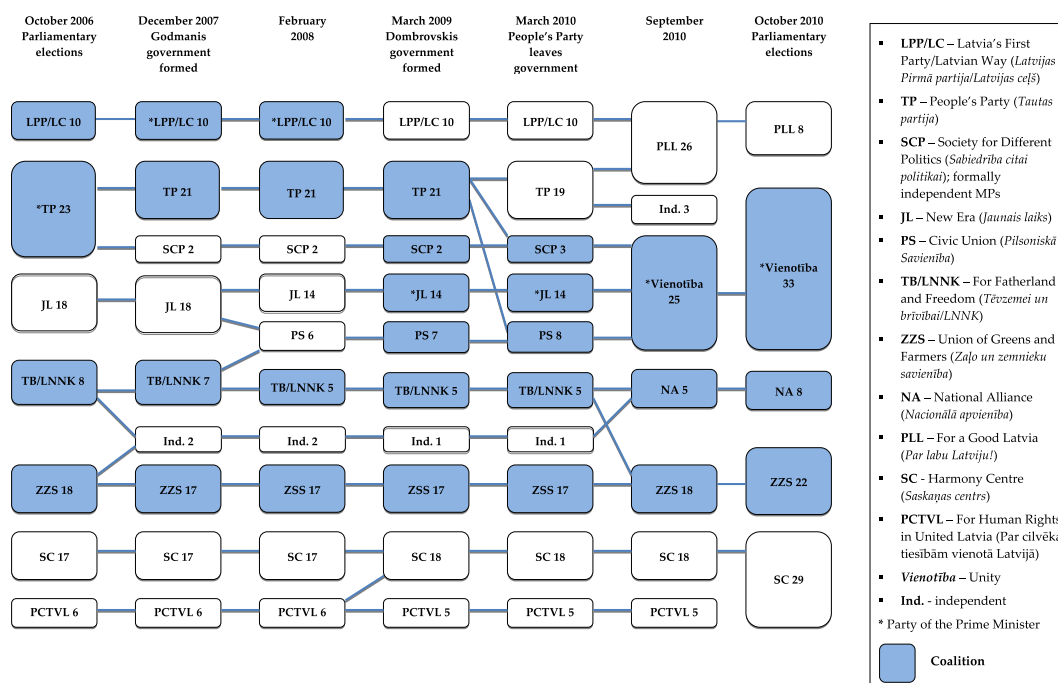 October 2006
Parliamentary
elections
December 2007
Godmanis
government
formed
February
2008
March 2009
Dombrovskis
government
formed
March 2010
People's Party
leaves
government
September
2010
October 2010
Parliamentary
elections
LPP/LC 10
*LPP/LC 10
*LPP/LC 10
LPP/LC 10
LPP/LC 10
PLL 26
PLL 8
*TP 23
TP 21
TP 21
TP 21
TP 19
Ind. 3
SCP 2
SCP 2
SCP 2
SCP 3
*Vienotība
25
*Vienotība
33
JL 18
JL 18
JL 14
*JL 14
*JL 14
PS 6
PS 7
PS 8
TB/LNNK 8
TB/LNNK 7
TB/LNNK 5
TB/LNNK 5
TB/LNNK 5
NA 5
NA 8
Ind. 2
Ind. 2
Ind. 1
Ind. 1
ZZS 18
ZZS 17
ZSS 17
ZSS 17
ZSS 17
ZZS 18
ZZS 22
SC 17
SC 17
SC 17
SC 18
SC 18
SC 18
SC 29
PCTVL 6
PCTVL 6
PCTVL 6
PCTVL 5
PCTVL 5
PCTVL 5
▪ LPP/LC – Latvia's First
Party/Latvian Way (Latvijas
Pirmā partija/Latvijas ceļš)
▪ TP – People's Party (Tautas
partija)
▪ SCP – Society for Different
Politics (Sabiedrība citai
politikai); formally
independent MPs
▪ JL – New Era (Jaunais laiks)
▪ PS – Civic Union (Pilsoniskā
Savienība)
▪ TB/LNNK – For Fatherland
and Freedom (Tēvzemei un
brīvībai/LNNK)
▪ ZZS – Union of Greens and
Farmers (Zaļo un zemnieku
savienība)
▪ NA – National Alliance
(Nacionālā apvienība)
▪ PLL – For a Good Latvia
(Par labu Latviju!)
▪ SC - Harmony Centre
(Saskaņas centrs)
▪ PCTVL – For Human Rights
in United Latvia (Par cilvēka
tiesībām vienotā Latvijā)
▪ Vienotība – Unity
▪ Ind. - independent
* Party of the Prime Minister
Coalition